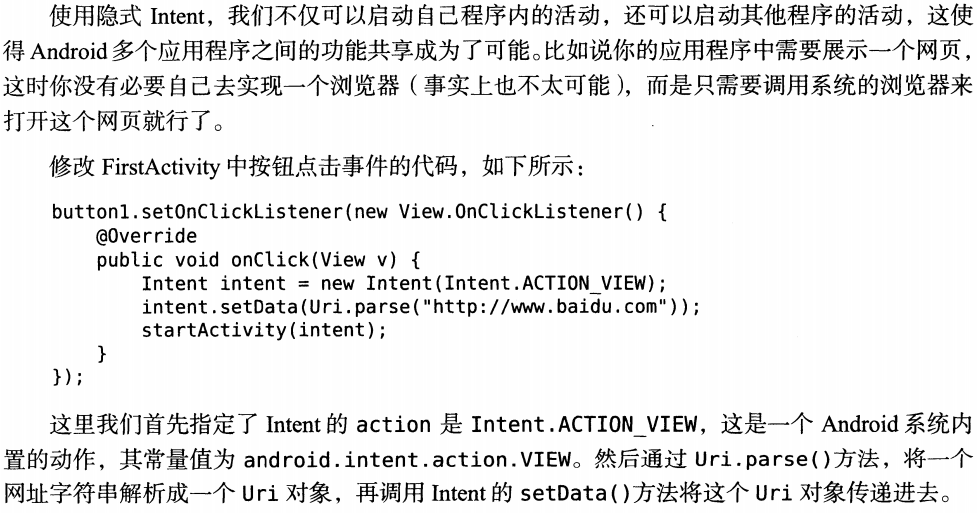 使用隐式 Intent，我们不仅可以启动自己程序内的活动，还可以启动其他程序的活动，这使
得 Android 多个应用程序之间的功能共享成为了可能。比如说你的应用程序中需要展示一个网页，
这时你没有必要自己去实现一个浏览器（事实上也不太可能），而是只需要调用系统的浏览器来
打开这个网页就行了。
修改 FirstActivity 中按钮点击事件的代码，如下所示：
button1.setOnClickListener(new View.OnClickListener() {
    @Override
    public void onClick(View v) {
        Intent intent = new Intent(Intent.ACTION_VIEW);
        intent.setData(Uri.parse("http://www.baidu.com"));
        startActivity(intent);
    }
});
这里我们首先指定了 Intent 的 action 是 Intent.ACTION_VIEW，这是一个 Android 系统内
置的动作，其常量值为 android.intent.action.VIEW。然后通过 Uri.parse()方法，将一个
网址字符串解析成一个 Uri 对象，再调用 Intent 的 setData()方法将这个 Uri 对象传递进去。